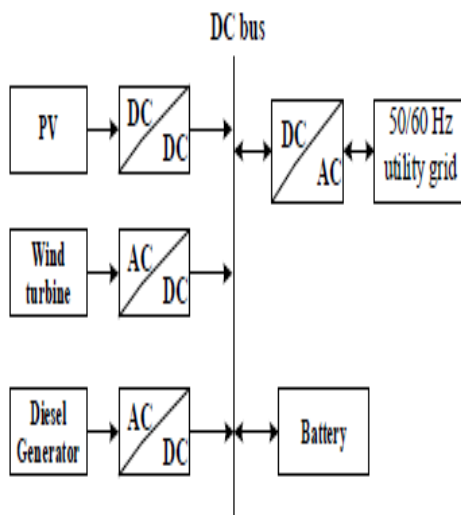 DC bus
PV
DC
DC
DC
AC
50/60 Hz
utility grid
Wind
turbine
AC
DC
Diesel
Generator
AC
DC
Battery